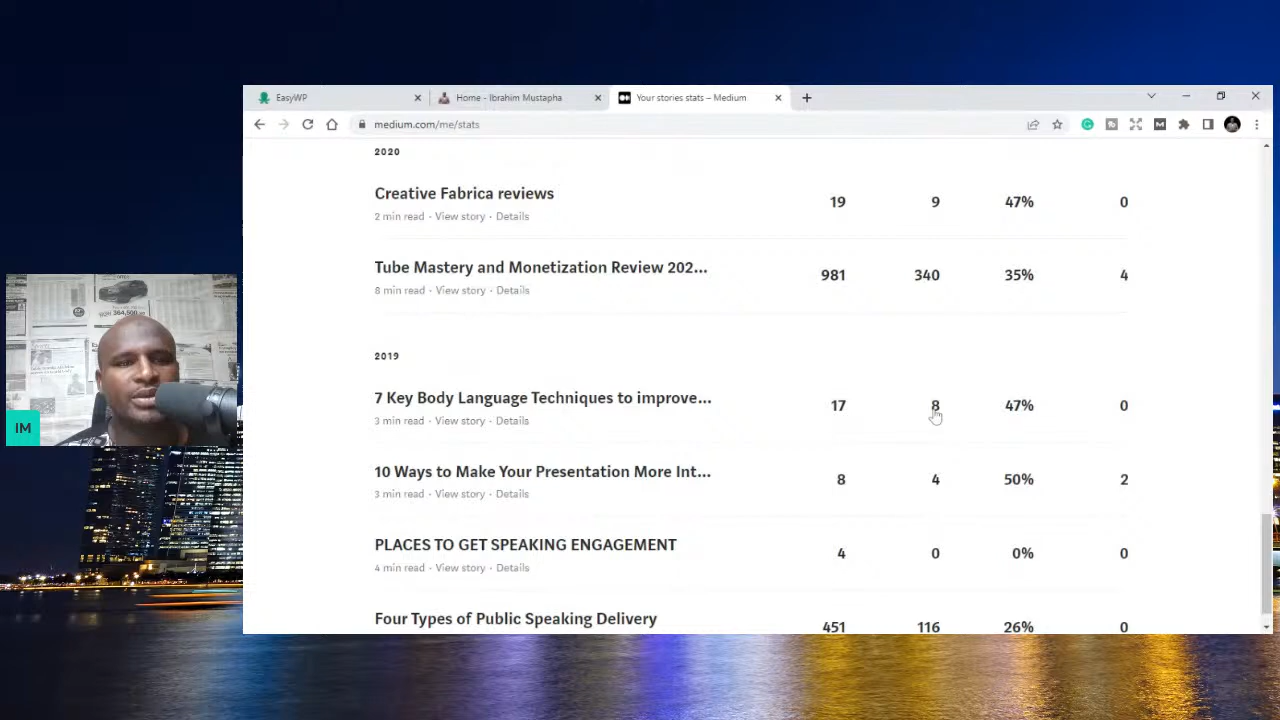 EasyWP
Home - Ibrahim Mustapha
Your stories stats – Medium
medium.com/me/stats
2020
Creative Fabrica reviews 19 9 47% 0
2 min read · View story · Details
Tube Mastery and Monetization Review 202... 981 340 35% 4
8 min read · View story · Details
2019
7 Key Body Language Techniques to improve... 17 8 47% 0
3 min read · View story · Details
10 Ways to Make Your Presentation More Int... 8 4 50% 2
3 min read · View story · Details
PLACES TO GET SPEAKING ENGAGEMENT 4 0 0% 0
4 min read · View story · Details
Four Types of Public Speaking Delivery 451 116 26% 0
IM